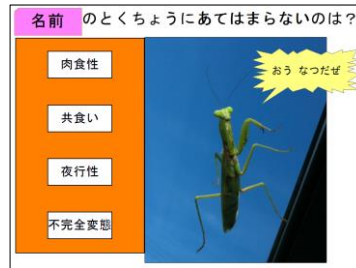 名前 のとくちょうにあてはまらないのは？
肉食性
共食い
夜行性
不完全変態
おう なつだぜ